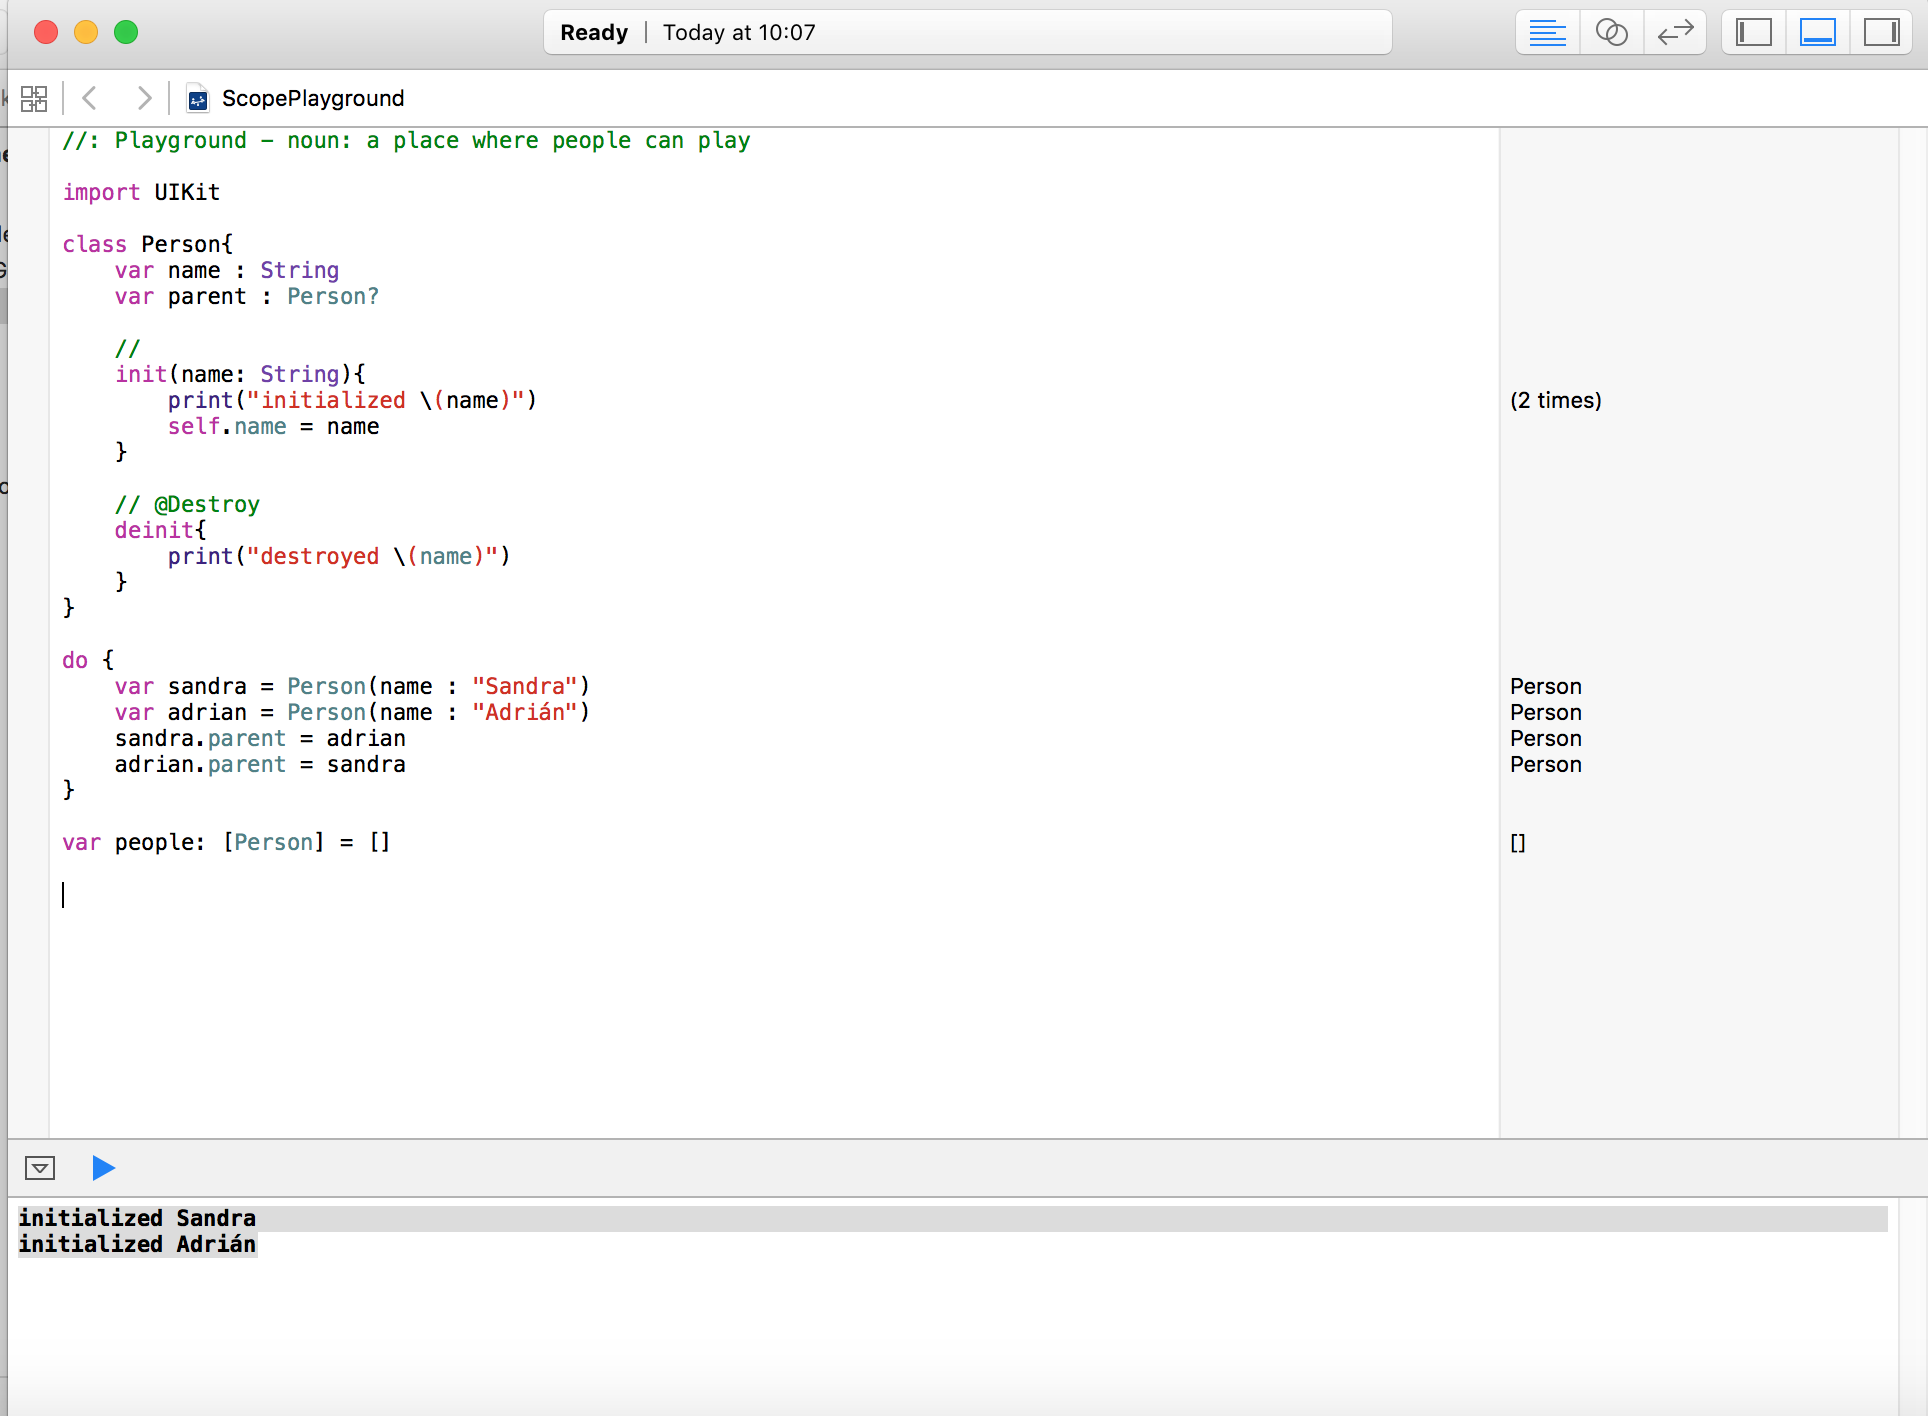 Ready | Today at 10:07
ScopePlayground
//: Playground - noun: a place where people can play
import UIKit
class Person{
    var name : String
    var parent : Person?
    //
    init(name: String){
        print("initialized \(name)") (2 times)
        self.name = name
    }
    // @Destroy
    deinit{
        print("destroyed \(name)")
    }
}
do {
    var sandra = Person(name : "Sandra") Person
    var adrian = Person(name : "Adrián") Person
    sandra.parent = adrian Person
    adrian.parent = sandra Person
}
var people: [Person] = [] []
initialized Sandra
initialized Adrián